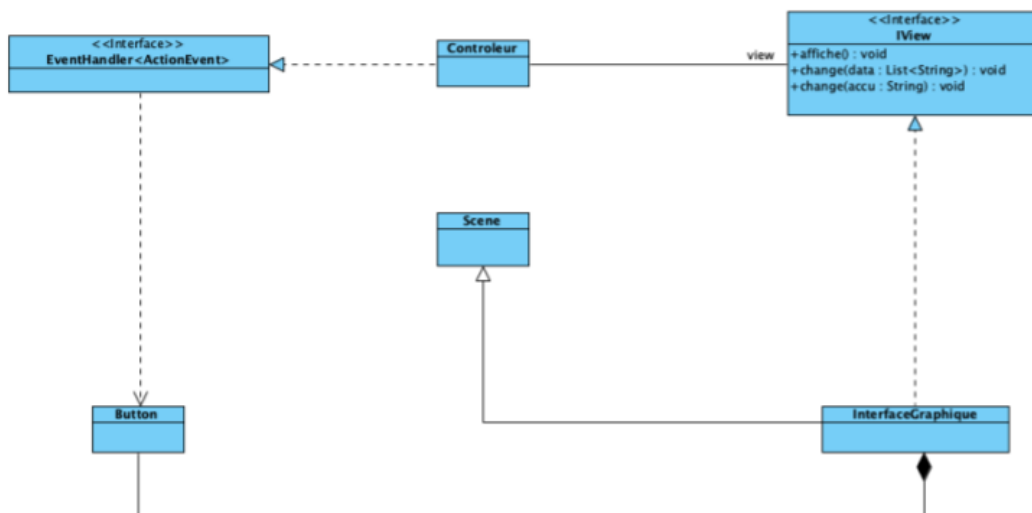 <<Interface>>
EventHandler<ActionEvent>
Controleur
view
<<Interface>>
IView
+affiche() : void
+change(data : List<String>) : void
+change(accu : String) : void
Scene
Button
InterfaceGraphique